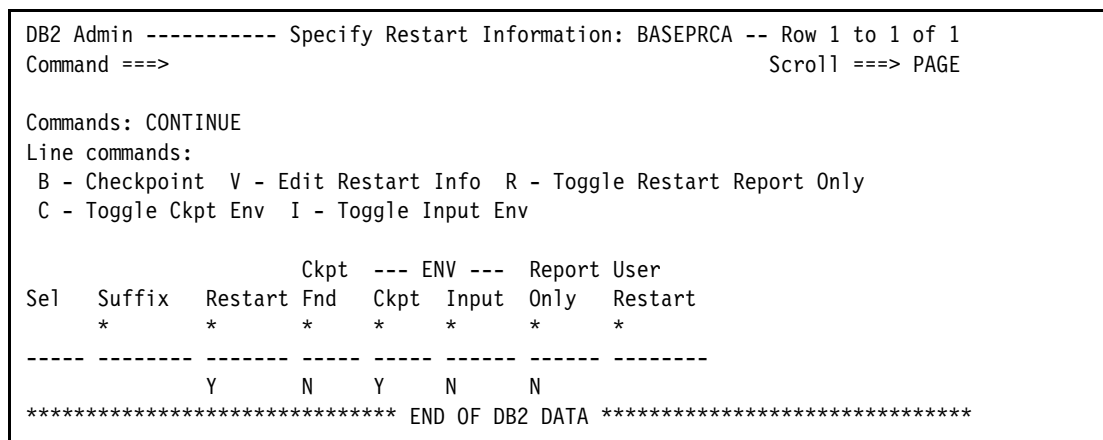 DB2 Admin ----------- Specify Restart Information: BASEPRCA -- Row 1 to 1 of 1
Command ===>                                                  Scroll ===> PAGE

Commands: CONTINUE
Line commands:
 B - Checkpoint  V - Edit Restart Info  R - Toggle Restart Report Only
 C - Toggle Ckpt Env  I - Toggle Input Env

                       Ckpt  --- ENV ---  Report User
Sel   Suffix   Restart Fnd   Ckpt  Input  Only   Restart
      *        *       *     *     *      *      *
----- -------- ------- ----- ----- ------ ------ --------
               Y       N     Y     N      N
******************************* END OF DB2 DATA *******************************